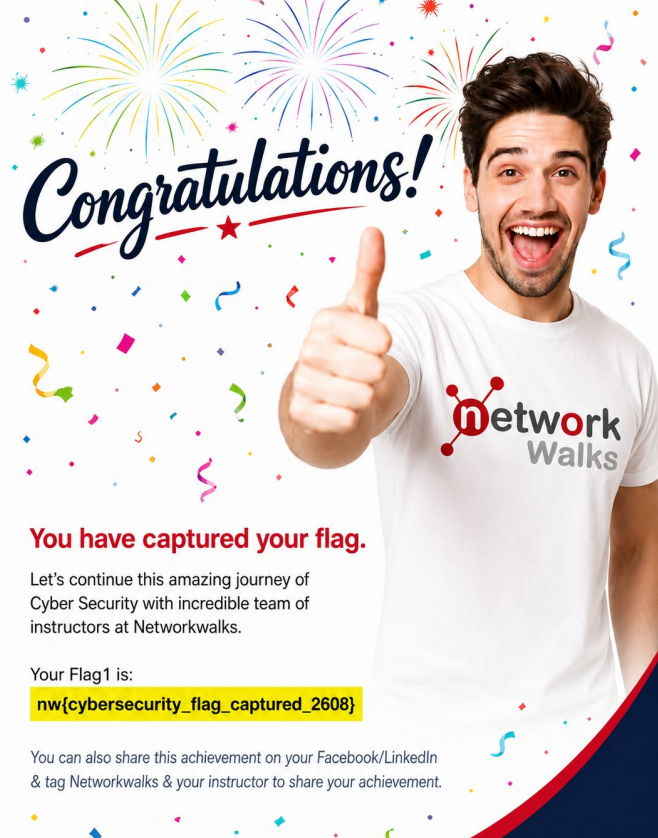 Congratulations!
network
Walks
You have captured your flag.
Let's continue this amazing journey of
Cyber Security with incredible team of
instructors at Networkwalks.
Your Flag1 is:
nw{cybersecurity_flag_captured_2608}
You can also share this achievement on your Facebook/LinkedIn
& tag Networkwalks & your instructor to share your achievement.